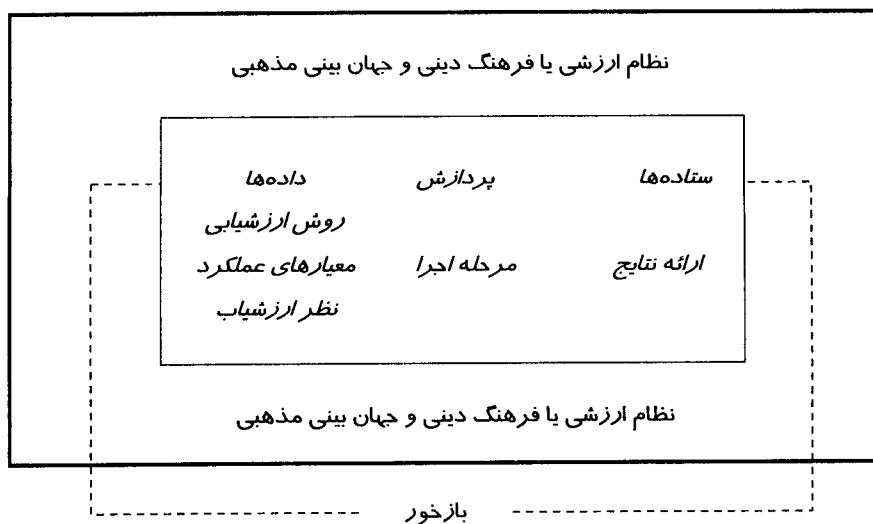 نظام ارزشی یا فرهنگ دینی و جهان بینی مذهبی
ستاده‌ها
پردازش
داده‌ها
روش ارزشیابی
ارائه نتایج
مرحله اجرا
معیارهای عملکرد
نظر ارزشیاب
نظام ارزشی یا فرهنگ دینی و جهان بینی مذهبی
بازخور